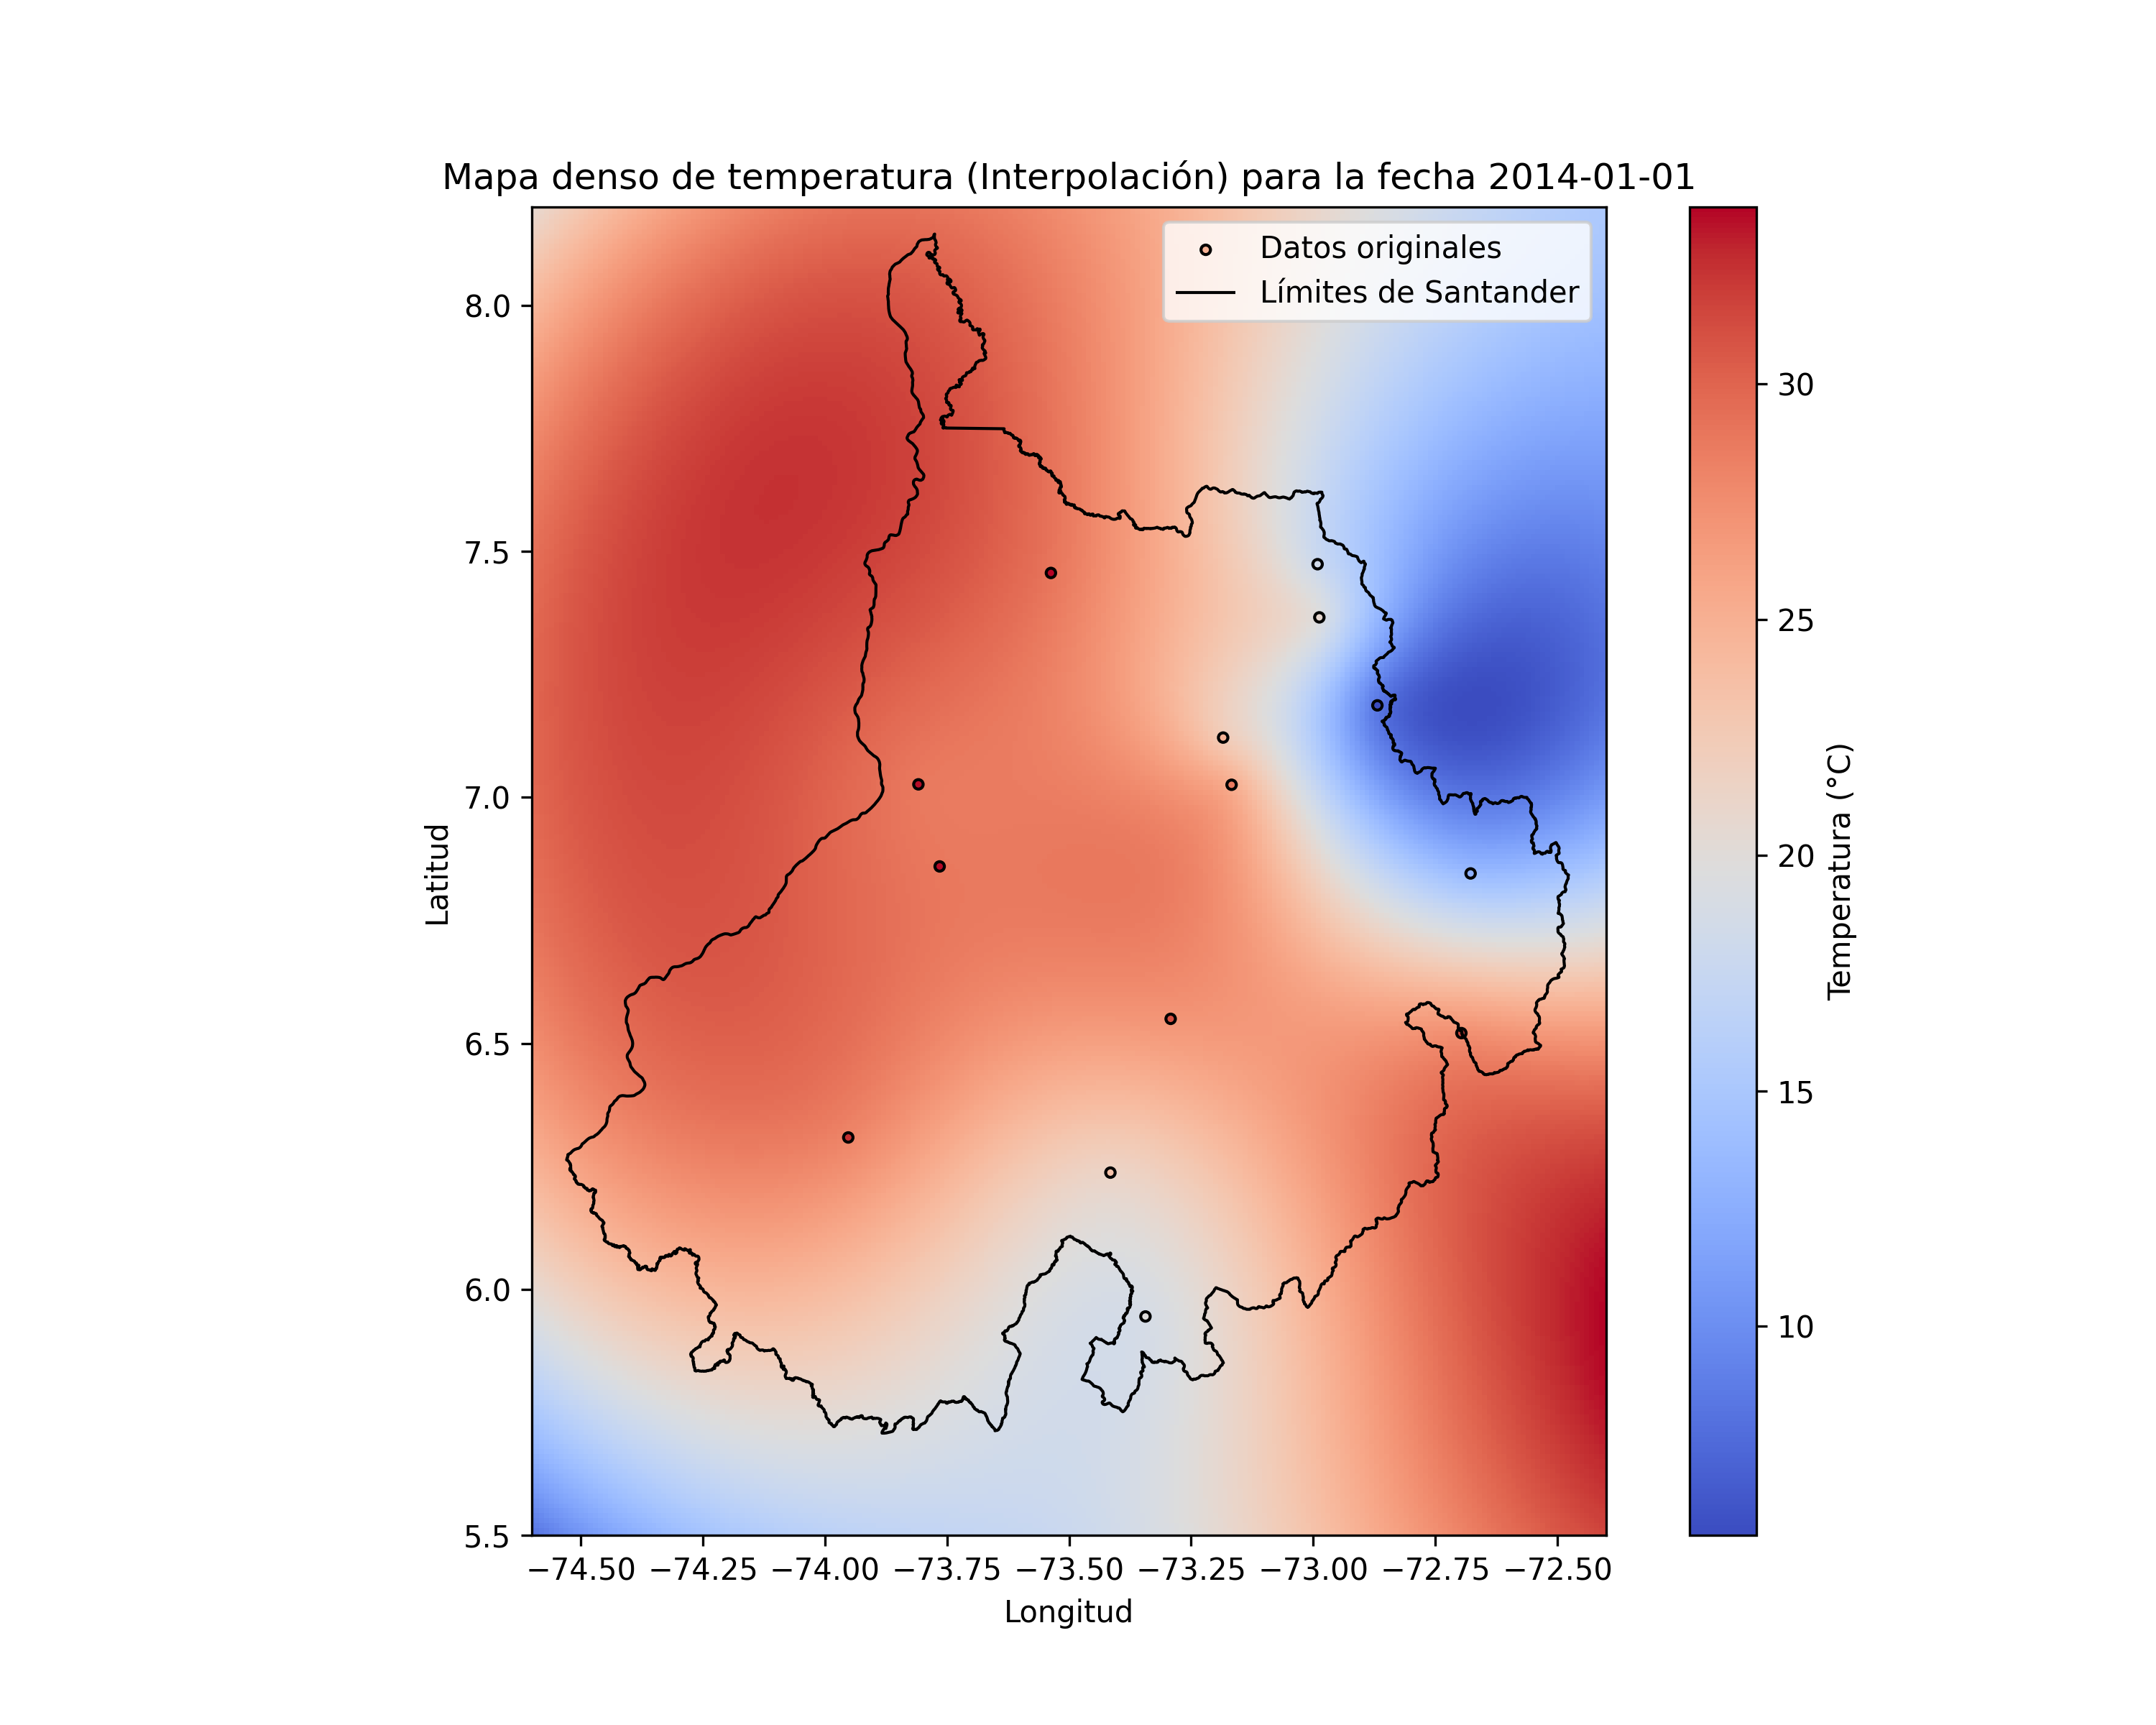 Mapa denso de temperatura (Interpolación) para la fecha 2014-01-01
Datos originales
Límites de Santander
8.0
7.5
7.0
6.5
6.0
5.5
Latitud
−74.50 −74.25 −74.00 −73.75 −73.50 −73.25 −73.00 −72.75 −72.50
Longitud
30
25
20
15
10
Temperatura (°C)